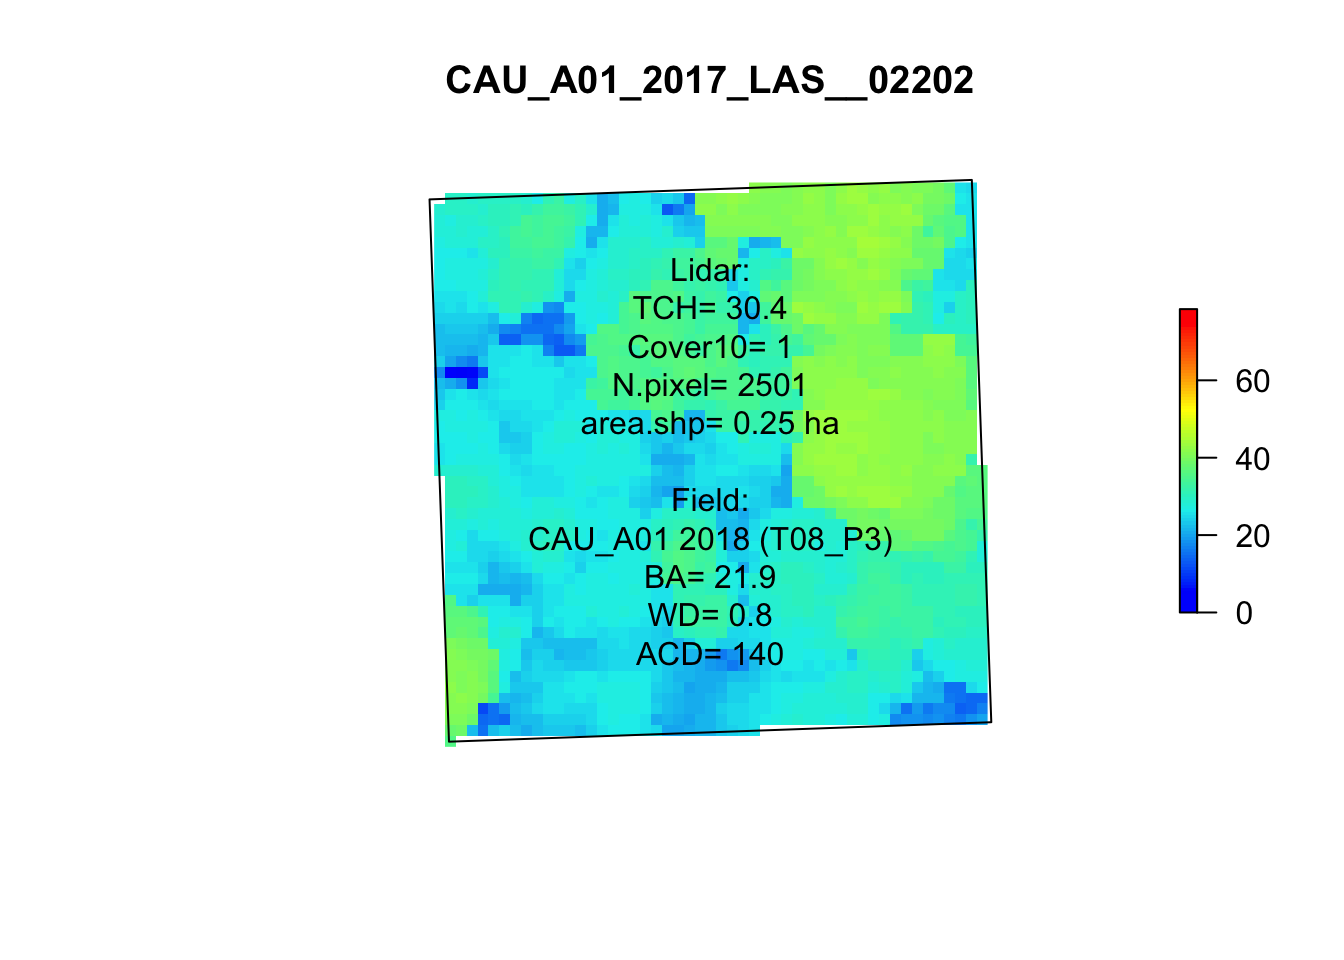 CAU_A01_2017_LAS__02202
Lidar:
TCH= 30.4
Cover10= 1
N.pixel= 2501
area.shp= 0.25 ha
Field:
CAU_A01 2018 (T08_P3)
BA= 21.9
WD= 0.8
ACD= 140
60
40
20
0